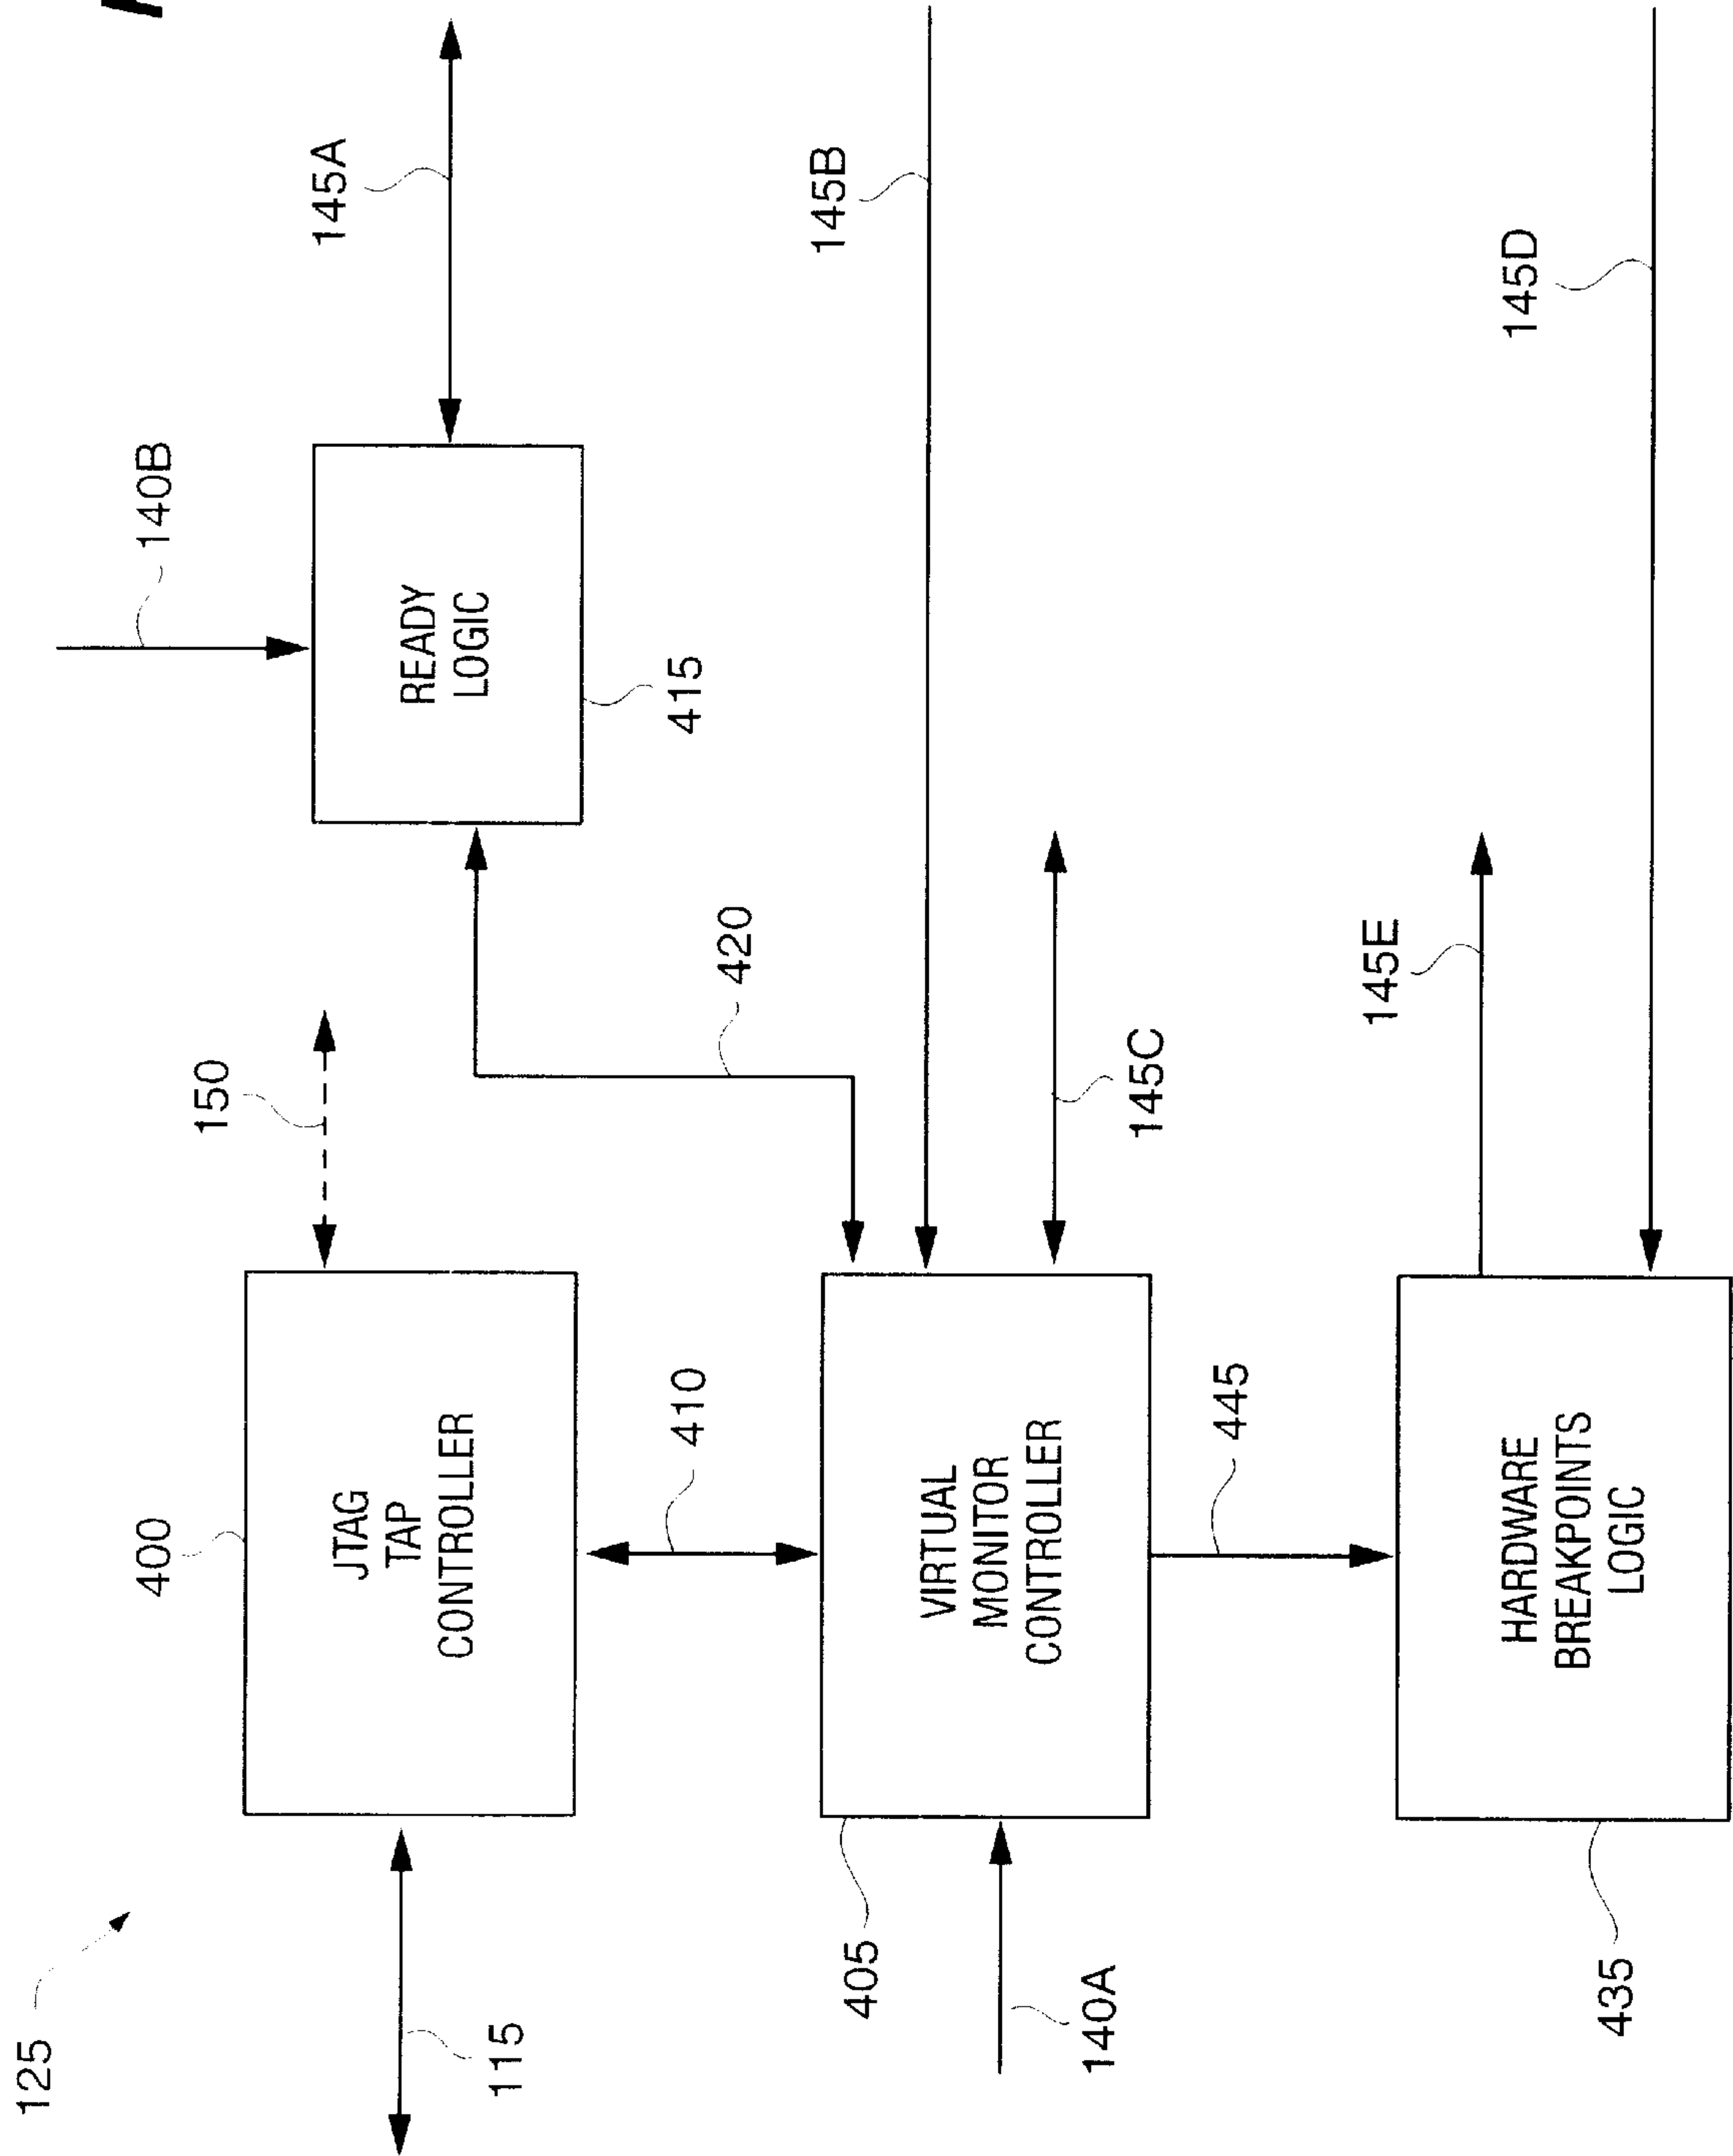 125
115
400
JTAG
TAP
CONTROLLER
150
140B
READY
LOGIC
415
145A
410
420
145B
405
VIRTUAL
MONITOR
CONTROLLER
140A
145C
445
145E
145D
HARDWARE
BREAKPOINTS
LOGIC
435